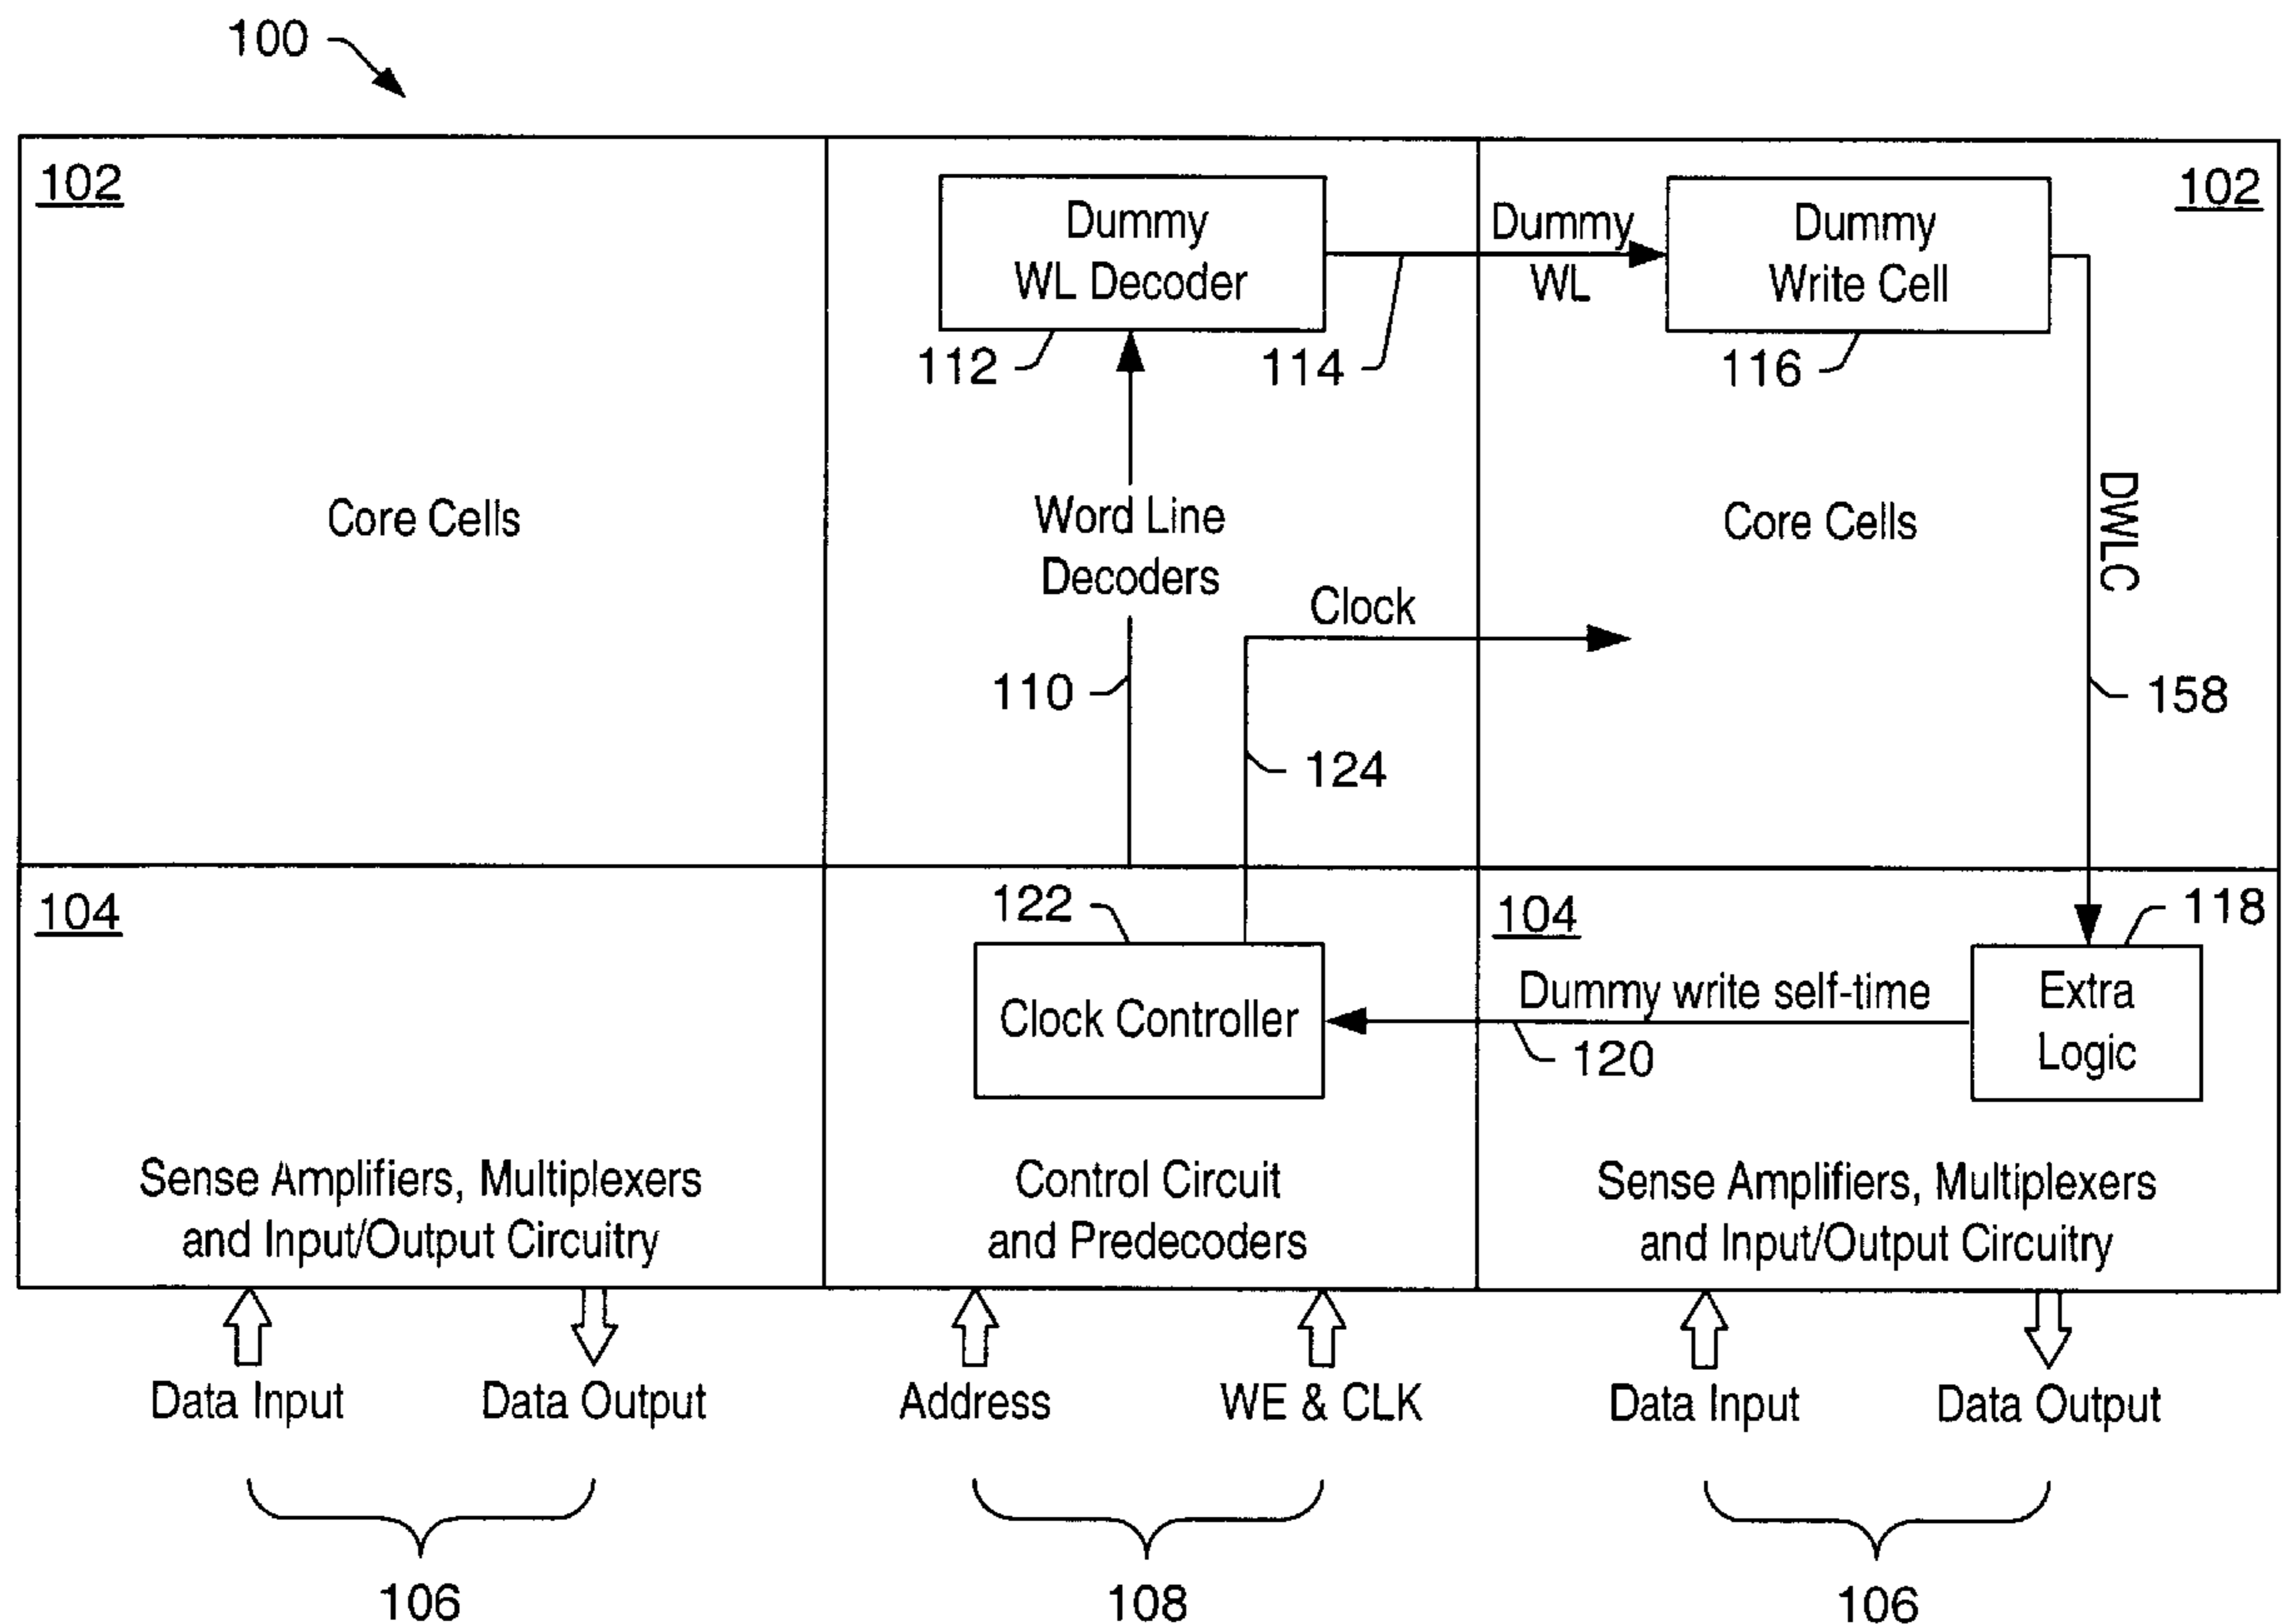 100
102
Dummy
WL Decoder
112
114
Dummy
WL
Dummy
Write Cell
116
102
Core Cells
Word Line
Decoders
110
Clock
124
Core Cells
DWLC
158
104
122
Clock Controller
104
118
Dummy write self-time
120
Extra
Logic
Sense Amplifiers, Multiplexers
and Input/Output Circuitry
Control Circuit
and Predecoders
Sense Amplifiers, Multiplexers
and Input/Output Circuitry
Data Input
Data Output
Address
WE & CLK
Data Input
Data Output
106
108
106